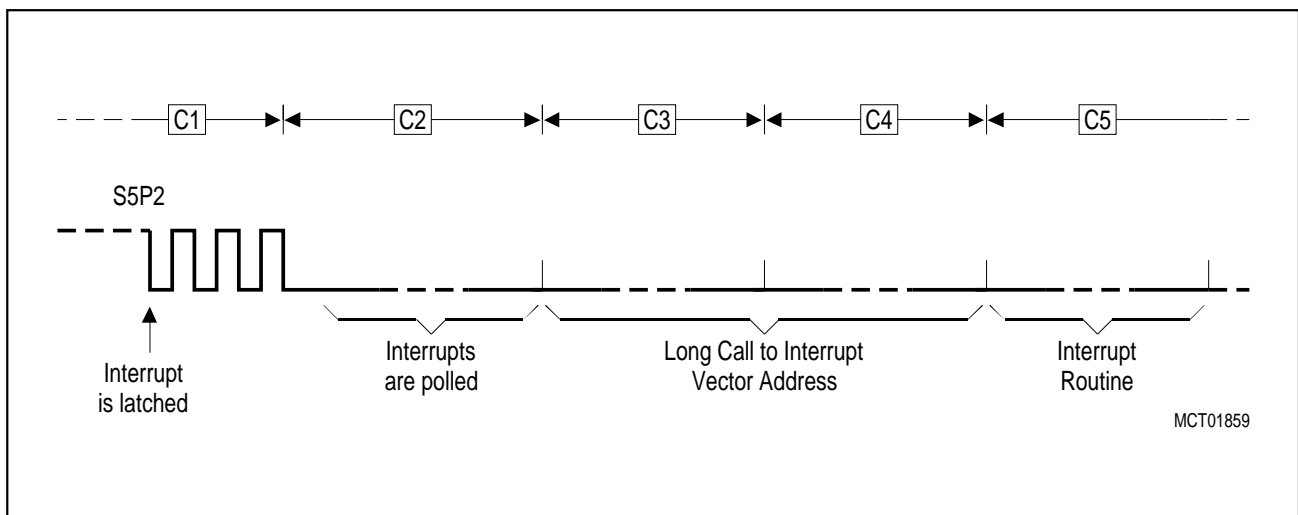 C1 C2 C3 C4 C5
S5P2
Interrupt
is latched
Interrupts
are polled
Long Call to Interrupt
Vector Address
Interrupt
Routine
MCT01859